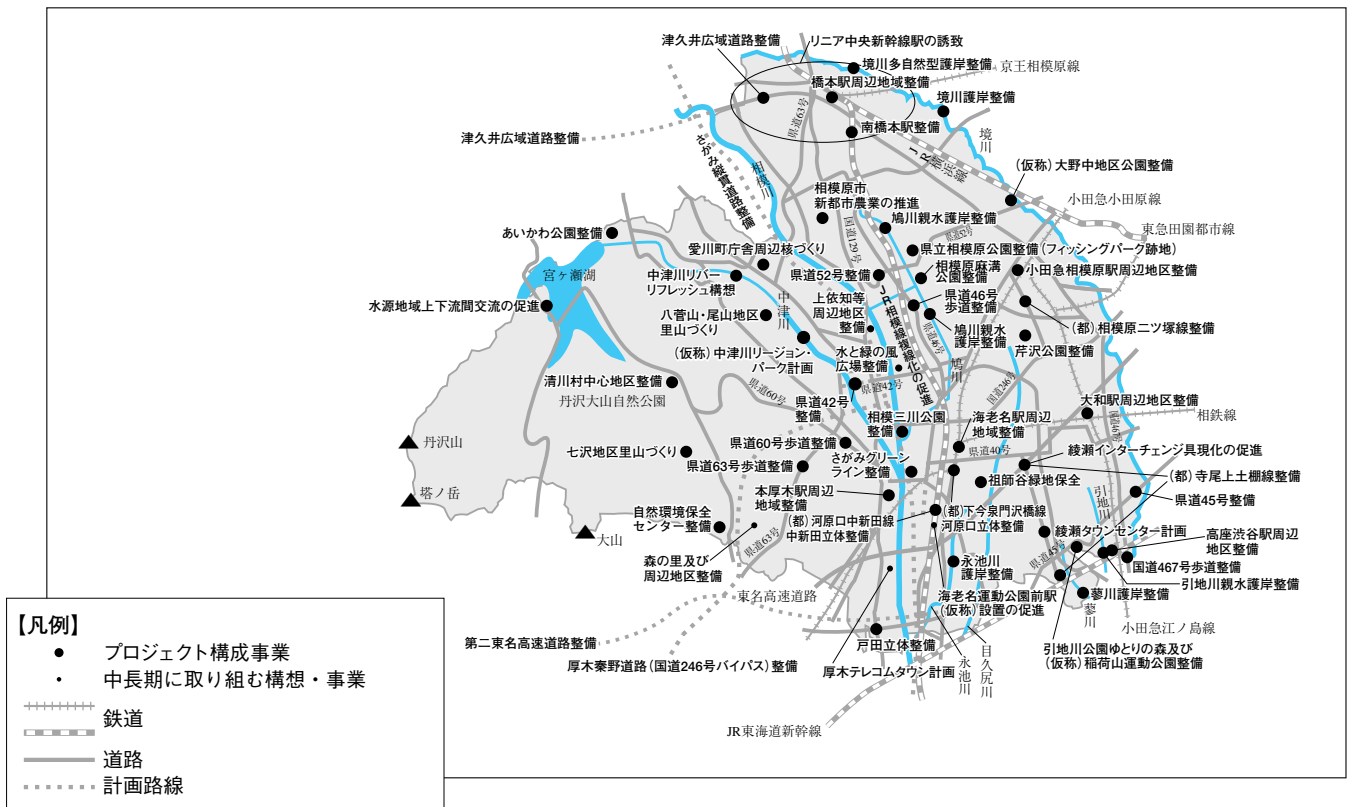 津久井広域道路整備
リニア中央新幹線駅の誘致
境川多自然型護岸整備
京王相模原線
橋本駅周辺地域整備
境川護岸整備
県道63号
南橋本駅整備
境川
津久井広域道路整備
さがみ縦貫道路整備
相模川
JR横浜線
(仮称)大野中地区公園整備
小田急小田原線
東急田園都市線
相模原市
新都市農業の推進
鳩川親水護岸整備
国道129号
県道52号
あいかわ公園整備
愛川町庁舎周辺核づくり
県立相模原公園整備(フィッシングパーク跡地)
宮ヶ瀬湖
中津川リバー
リフレッシュ構想
県道52号整備
相模原麻溝
公園整備
小田急相模原駅周辺地区整備
水源地域上下流間交流の促進
中津川
上依知等
周辺地区
整備
JR相模線複線化の促進
県道46号
歩道整備
八菅山・尾山地区
里山づくり
県道46号
鳩川親水
護岸整備
(都)相模原二ツ塚線整備
(仮称)中津川リージョン・
パーク計画
水と緑の風
広場整備
鳩川
芹沢公園整備
清川村中心地区整備
丹沢大山自然公園
県道60号
県道42号
国道246号
県道42号
整備
大和駅周辺地区整備
相模三川公園
整備
海老名駅周辺
地域整備
国道467号
相鉄線
丹沢山
県道60号歩道整備
県道40号
綾瀬インターチェンジ具現化の促進
七沢地区里山づくり
県道63号歩道整備
さがみグリーン
ライン整備
(都)寺尾上土棚線整備
塔ノ岳
本厚木駅周辺
地域整備
祖師谷緑地保全
引地川
県道45号整備
自然環境保全
センター整備
(都)河原口中新田線
中新田立体整備
(都)下今泉門沢橋線
河原口立体整備
綾瀬タウンセンター計画
高座渋谷駅周辺
地区整備
大山
県道63号
県道45号
森の里及び
周辺地区整備
永池川
護岸整備
国道467号歩道整備
引地川親水護岸整備
東名高速道路
海老名運動公園前駅
(仮称)設置の促進
蓼川護岸整備
蓼川
小田急江ノ島線
第二東名高速道路整備
戸田立体整備
引地川公園ゆとりの森及び
(仮称)稲荷山運動公園整備
厚木秦野道路(国道246号バイパス)整備
厚木テレコムタウン計画
永池川
目久尻川
JR東海道新幹線
【凡例】
プロジェクト構成事業
中長期に取り組む構想・事業
鉄道
道路
計画路線